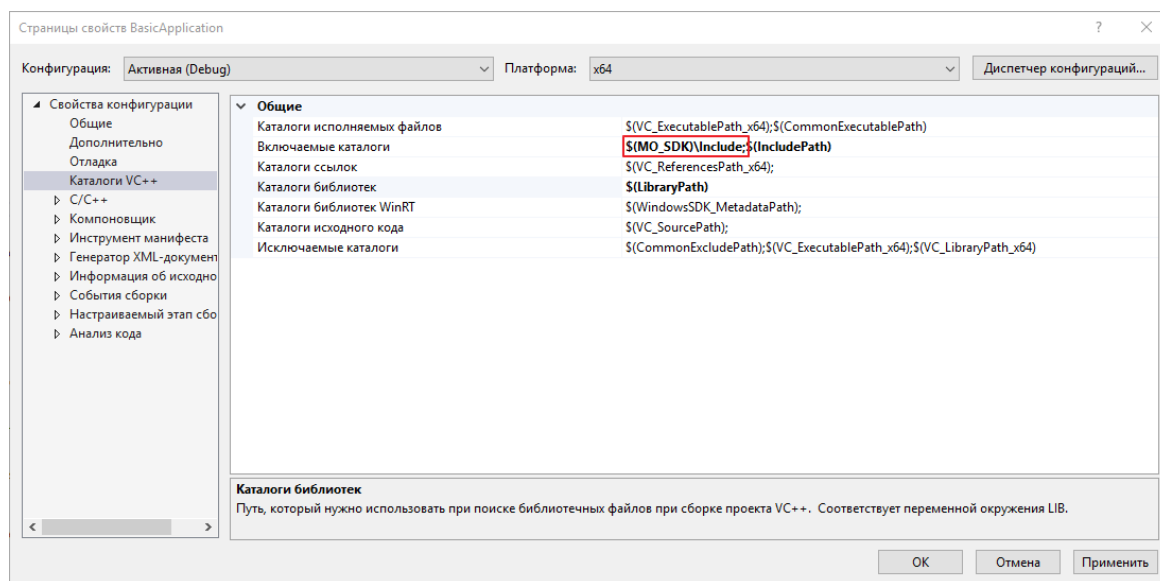 Страницы свойств BasicApplication ?
Конфигурация: Активная (Debug) Платформа: x64 Диспетчер конфигураций...
Свойства конфигурации
Общие
Дополнительно
Отладка
Каталоги VC++
C/C++
Компоновщик
Инструмент манифеста
Генератор XML-документ
Информация об исходно
События сборки
Настраиваемый этап сбо
Анализ кода
Общие
Каталоги исполняемых файлов $(VC_ExecutablePath_x64);$(CommonExecutablePath)
Включаемые каталоги $(MO_SDK)\Include;$(IncludePath)
Каталоги ссылок $(VC_ReferencesPath_x64);
Каталоги библиотек $(LibraryPath)
Каталоги библиотек WinRT $(WindowsSDK_MetadataPath);
Каталоги исходного кода $(VC_SourcePath);
Исключаемые каталоги $(CommonExcludePath);$(VC_ExecutablePath_x64);$(VC_LibraryPath_x64)
Каталоги библиотек
Путь, который нужно использовать при поиске библиотечных файлов при сборке проекта VC++. Соответствует переменной окружения LIB.
ОК Отмена Применить